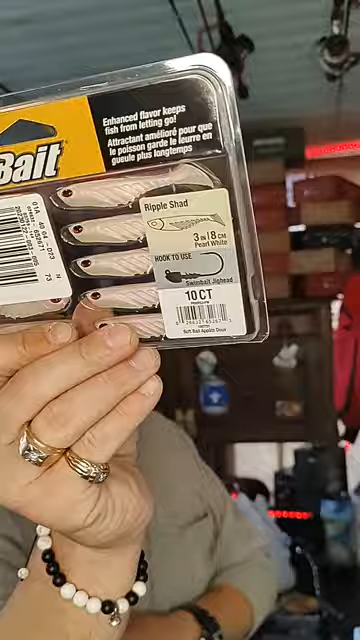 Enhanced flavor keeps
fish from letting go!
Attractant amélioré pour que
le poisson garde le leurre en
gueule plus longtemps
Bait
Ripple Shad
3 IN | 8 CM
Pearl White
HOOK TO USE
Swimbait Jighead
10 CT
Soft Bait Appâts Doux